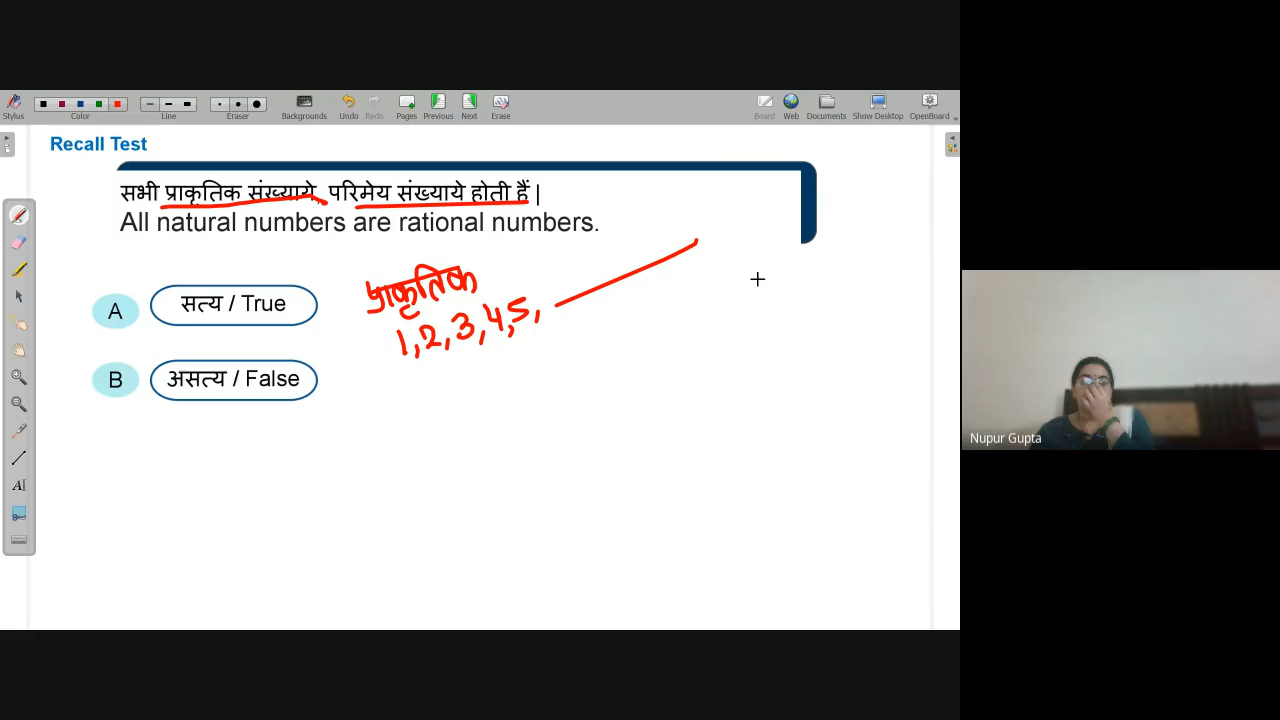 Stylus
Color
Line
Eraser
Backgrounds
Undo
Redo
Pages
Previous
Next
Erase
Board
Web
Documents
Show Desktop
OpenBoard
Recall Test
सभी प्राकृतिक संख्याये, परिमेय संख्याये होती हैं |
All natural numbers are rational numbers.
प्राकृतिक
1, 2, 3, 4, 5,
A सत्य / True
B असत्य / False
Nupur Gupta